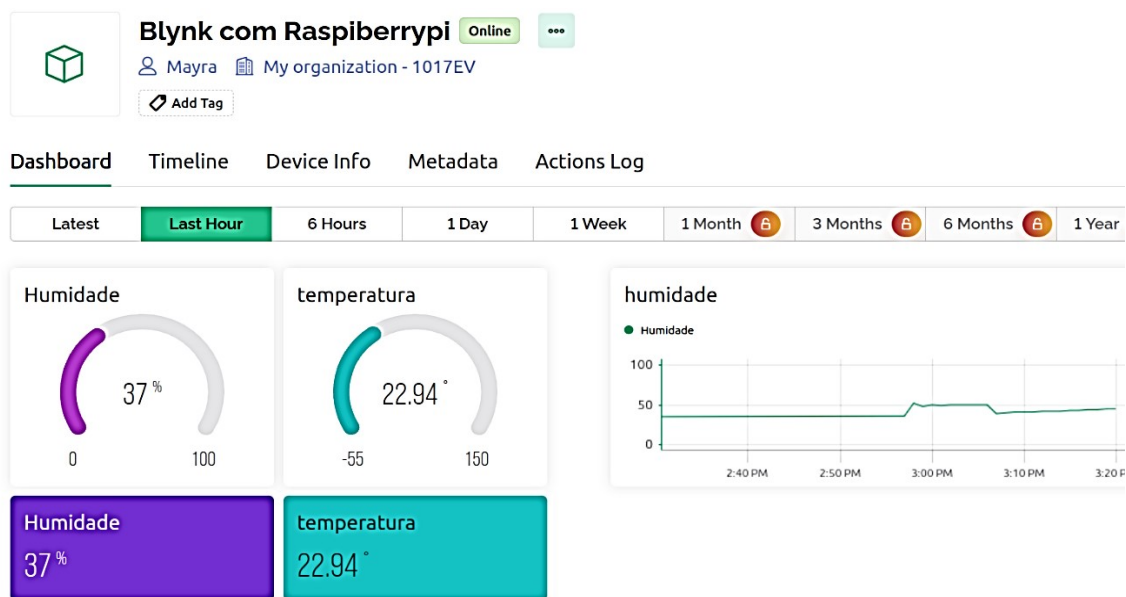 Blynk com Raspiberrypi Online
Mayra My organization - 1017EV
Add Tag
Dashboard Timeline Device Info Metadata Actions Log
Latest Last Hour 6 Hours 1 Day 1 Week 1 Month 3 Months 6 Months 1 Year
Humidade
37 %
0 100
temperatura
22.94 °
-55 150
humidade
Humidade
100
50
0
2:40 PM 2:50 PM 3:00 PM 3:10 PM 3:20 P
Humidade
37 %
temperatura
22.94 °